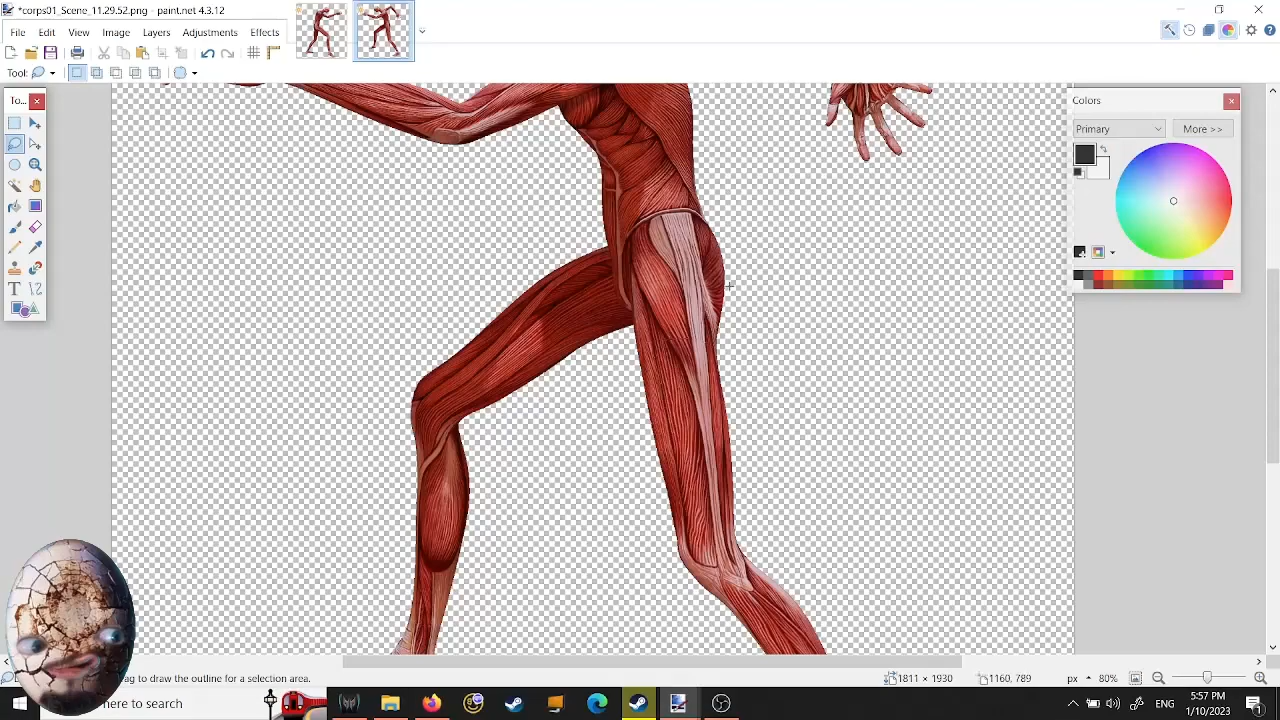 *corps01_Scene_11.29.52.png - paint.net 4.3.12
File Edit View Image Layers Adjustments Effects
Tool:
To...
Colors
Primary
More >>
ag to draw the outline for a selection area.
1811 × 1930
1160, 789
px
80%
here to search
ENG
5:57 PM
1/10/2023